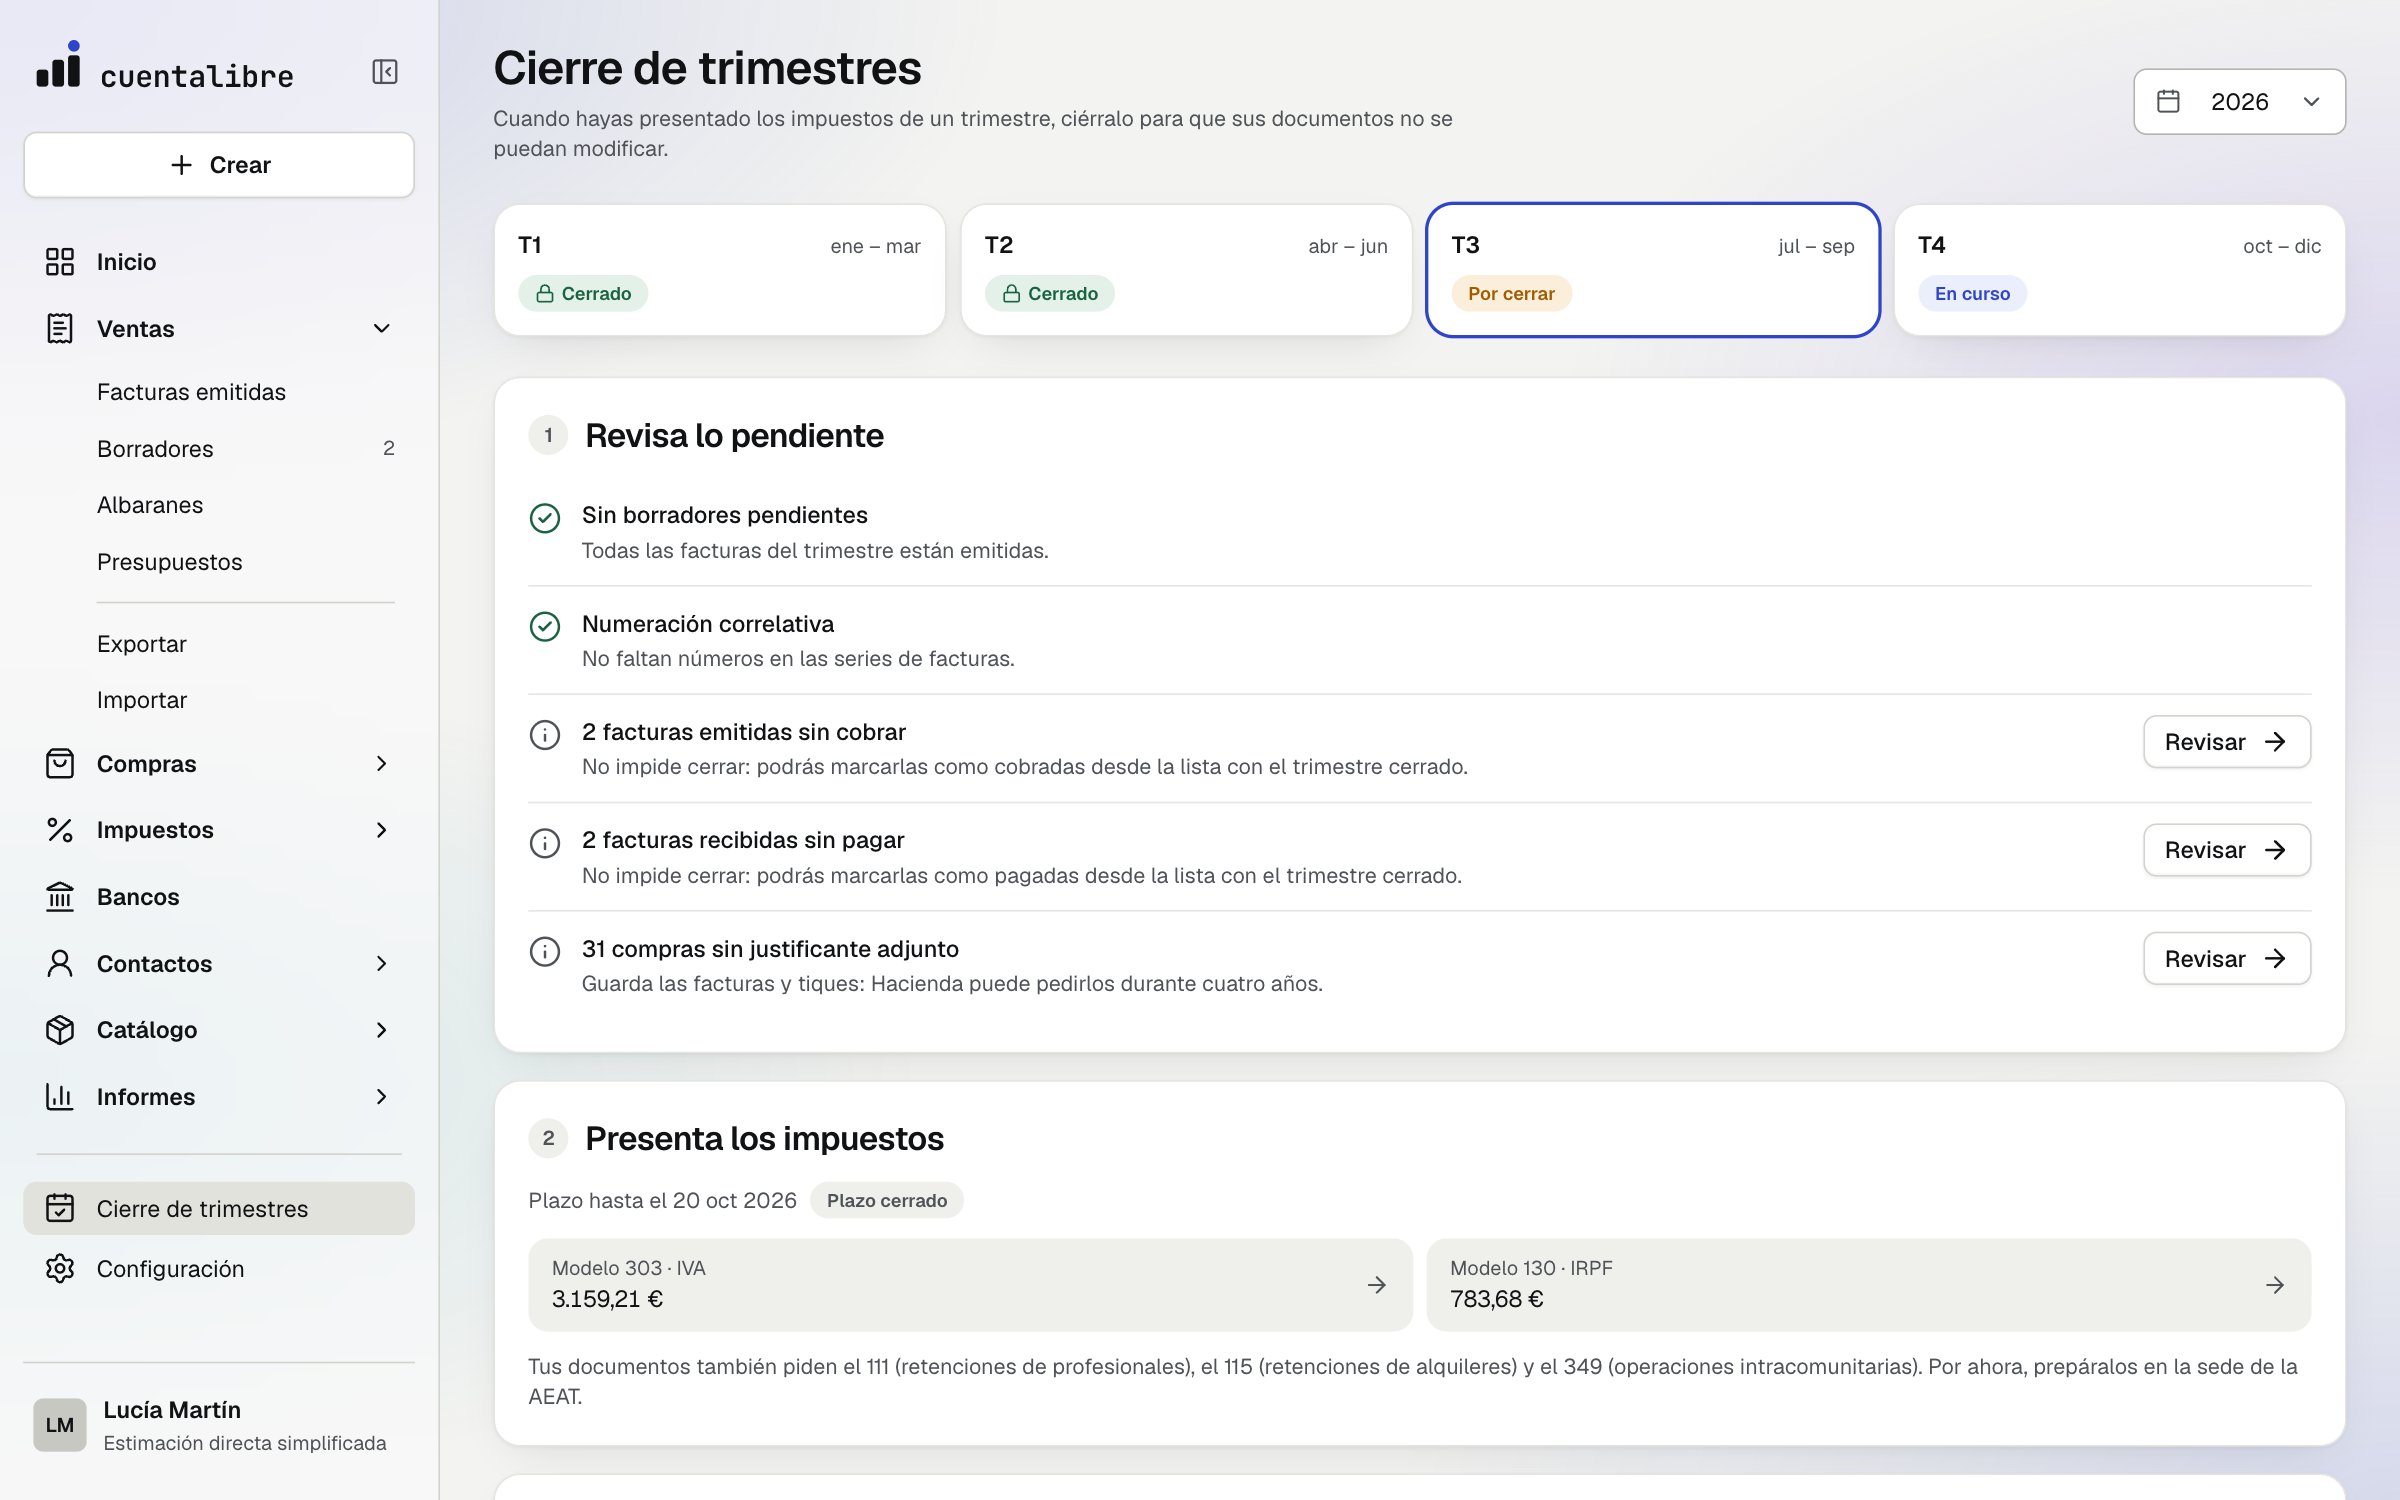 cuentalibre
Crear
Inicio
Ventas
Facturas emitidas
Borradores 2
Albaranes
Presupuestos
Exportar
Importar
Compras
Impuestos
Bancos
Contactos
Catálogo
Informes
Cierre de trimestres
Configuración
LM
Lucía Martín
Estimación directa simplificada
Cierre de trimestres
Cuando hayas presentado los impuestos de un trimestre, ciérralo para que sus documentos no se
puedan modificar.
2026
T1 ene – mar
Cerrado
T2 abr – jun
Cerrado
T3 jul – sep
Por cerrar
T4 oct – dic
En curso
1 Revisa lo pendiente
Sin borradores pendientes
Todas las facturas del trimestre están emitidas.
Numeración correlativa
No faltan números en las series de facturas.
2 facturas emitidas sin cobrar
No impide cerrar: podrás marcarlas como cobradas desde la lista con el trimestre cerrado.
Revisar
2 facturas recibidas sin pagar
No impide cerrar: podrás marcarlas como pagadas desde la lista con el trimestre cerrado.
Revisar
31 compras sin justificante adjunto
Guarda las facturas y tiques: Hacienda puede pedirlos durante cuatro años.
Revisar
2 Presenta los impuestos
Plazo hasta el 20 oct 2026 Plazo cerrado
Modelo 303 · IVA
3.159,21 €
Modelo 130 · IRPF
783,68 €
Tus documentos también piden el 111 (retenciones de profesionales), el 115 (retenciones de alquileres) y el 349 (operaciones intracomunitarias). Por ahora, prepáralos en la sede de la
AEAT.